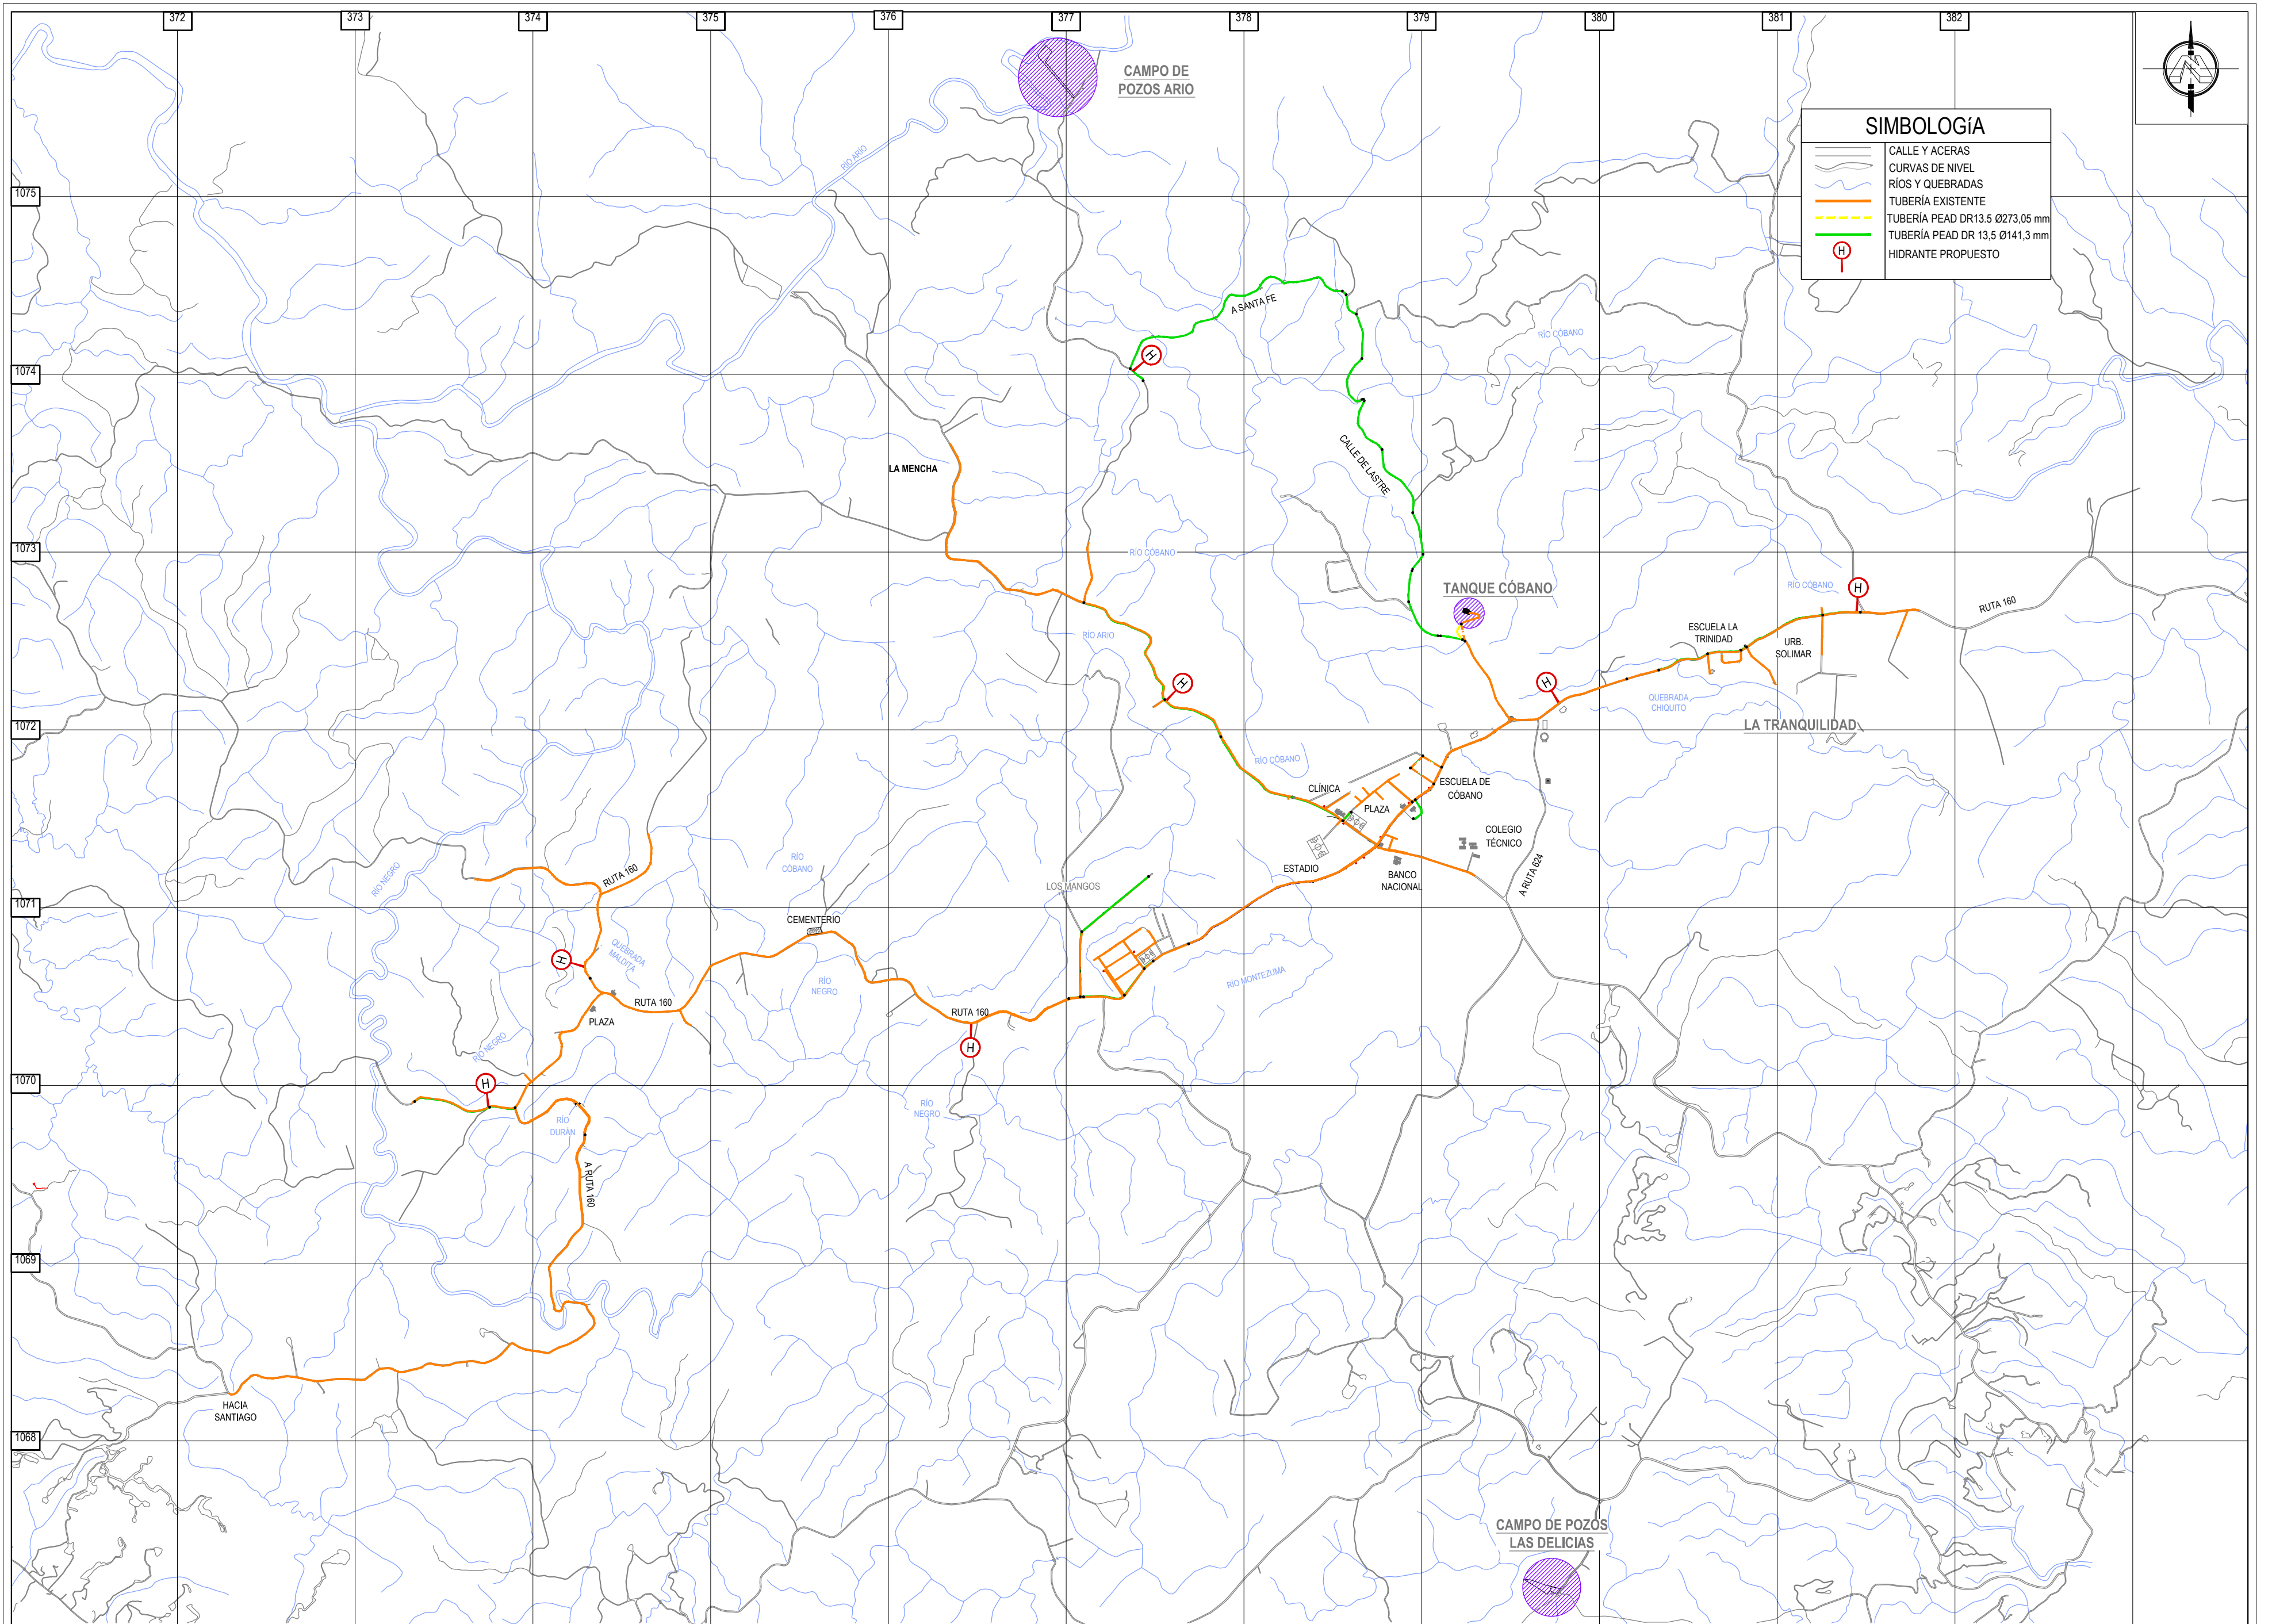 372
373
374
375
376
377
378
379
380
381
382
CAMPO DE
POZOS ARIO
N
SIMBOLOGíA
CALLE Y ACERAS
CURVAS DE NIVEL
RÍOS Y QUEBRADAS
TUBERÍA EXISTENTE
TUBERÍA PEAD DR13.5 Ø273,05 mm
TUBERÍA PEAD DR 13,5 Ø141,3 mm
H
HIDRANTE PROPUESTO
RÍO ARIO
1075
A SANTA FE
RÍO CÓBANO
H
1074
CALLE DE LASTRE
LA MENCHA
1073
RÍO CÓBANO
TANQUE CÓBANO
RÍO CÓBANO
H
RUTA 160
RÍO ARIO
ESCUELA LA
TRINIDAD
URB.
SOLIMAR
H
H
QUEBRADA
CHIQUITO
LA TRANQUILIDAD
1072
RÍO CÓBANO
CLÍNICA
PLAZA
ESCUELA DE
CÓBANO
COLEGIO
TÉCNICO
ESTADIO
BANCO
NACIONAL
A RUTA 624
RÍO
CÓBANO
RÍO NEGRO
RUTA 160
LOS MANGOS
1071
CEMENTERIO
QUEBRADA
MALDITA
H
RÍO
NEGRO
RÍO MONTEZUMA
RUTA 160
RUTA 160
PLAZA
H
RÍO NEGRO
1070
H
RÍO
NEGRO
RÍO
DURÁN
A RUTA 160
1069
HACIA
SANTIAGO
1068
CAMPO DE POZOS
LAS DELICIAS